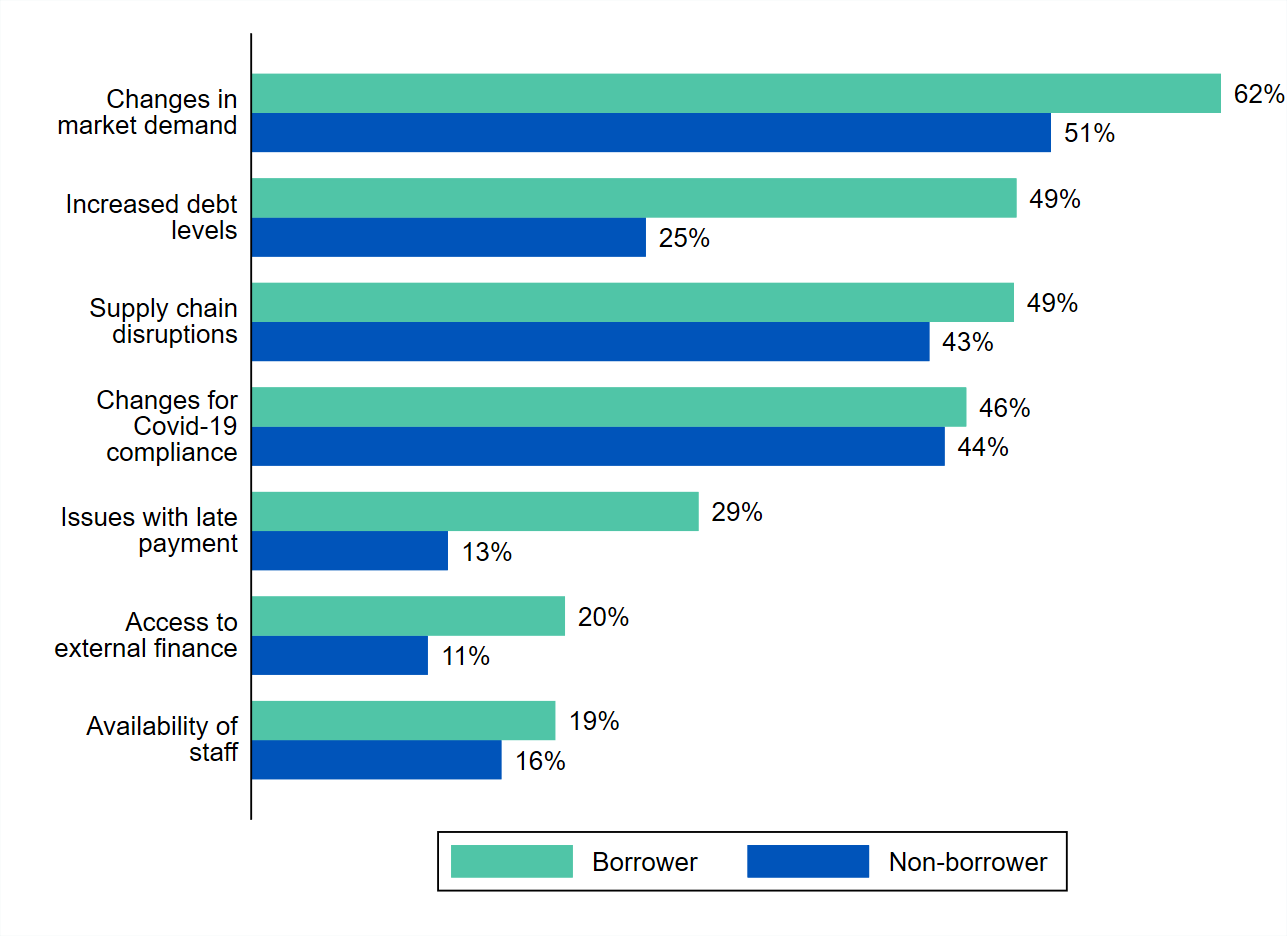 Changes in
market demand
62%
51%
Increased debt
levels
49%
25%
Supply chain
disruptions
49%
43%
Changes for
Covid-19
compliance
46%
44%
Issues with late
payment
29%
13%
Access to
external finance
20%
11%
Availability of
staff
19%
16%
Borrower
Non-borrower